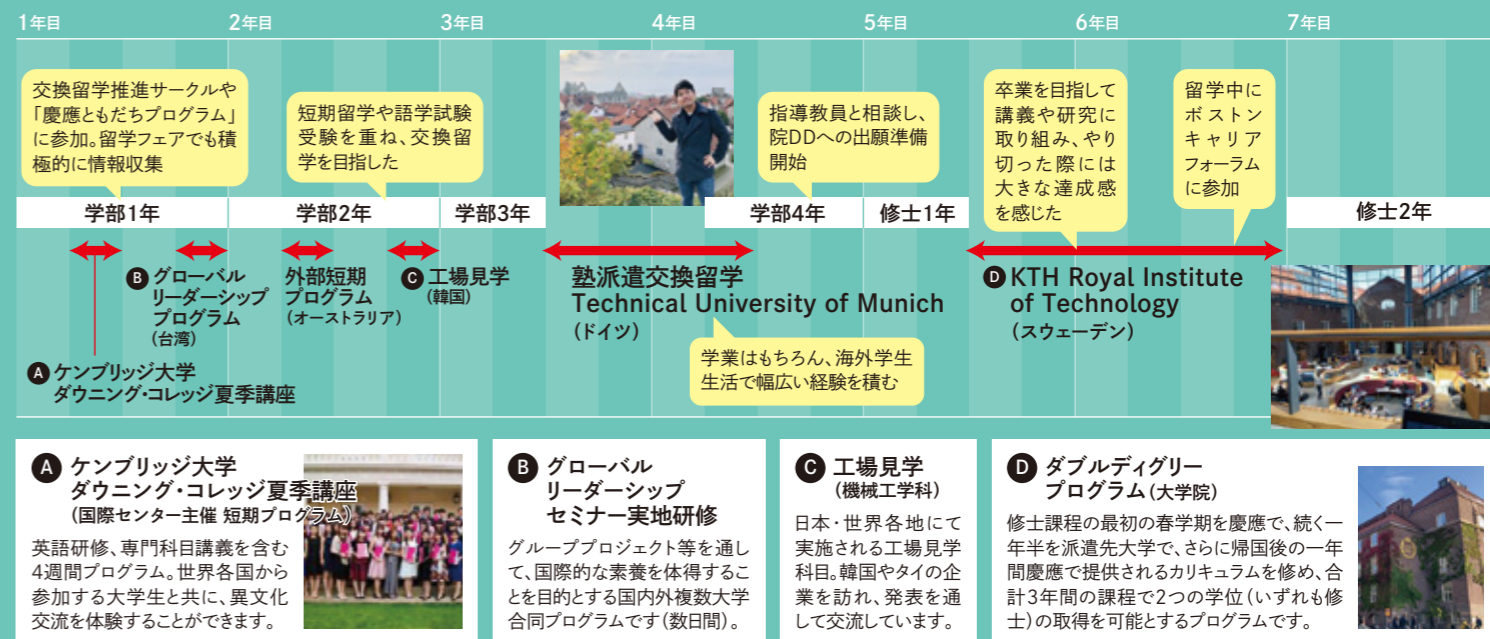 1年目
2年目
3年目
4年目
5年目
6年目
7年目
交換留学推進サークルや
「慶應ともだちプログラム」
に参加。留学フェアでも積
極的に情報収集
短期留学や語学試験
受験を重ね、交換留
学を目指した
指導教員と相談し、
院DDへの出願準備
開始
卒業を目指して
講義や研究に
取り組み、やり
切った際には
大きな達成感
を感じた
留学中に
ボストン
キャリア
フォーラム
に参加
学部1年
学部2年
学部3年
学部4年
修士1年
修士2年
B グローバル
リーダーシップ
プログラム
(台湾)
外部短期
プログラム
(オーストラリア)
C 工場見学
(韓国)
塾派遣交換留学
Technical University of Munich
(ドイツ)
D KTH Royal Institute
of Technology
(スウェーデン)
学業はもちろん、海外学生
生活で幅広い経験を積む
A ケンブリッジ大学
ダウニング・コレッジ夏季講座
A ケンブリッジ大学
ダウニング・コレッジ夏季講座
(国際センター主催 短期プログラム)
英語研修、専門科目講義を含む
4週間プログラム。世界各国から
参加する大学生と共に、異文化
交流を体験することができます。
B グローバル
リーダーシップ
セミナー実地研修
グループプロジェクト等を通し
て、国際的な素養を体得するこ
とを目的とする国内外複数大学
合同プログラムです(数日間)。
C 工場見学
(機械工学科)
日本・世界各地にて
実施される工場見学
科目。韓国やタイの企
業を訪れ、発表を通
して交流しています。
D ダブルディグリー
プログラム(大学院)
修士課程の最初の春学期を慶應で、続く一
年半を派遣先大学で、さらに帰国後の一年
間慶應で提供されるカリキュラムを修め、合
計3年間の課程で2つの学位(いずれも修
士)の取得を可能とするプログラムです。